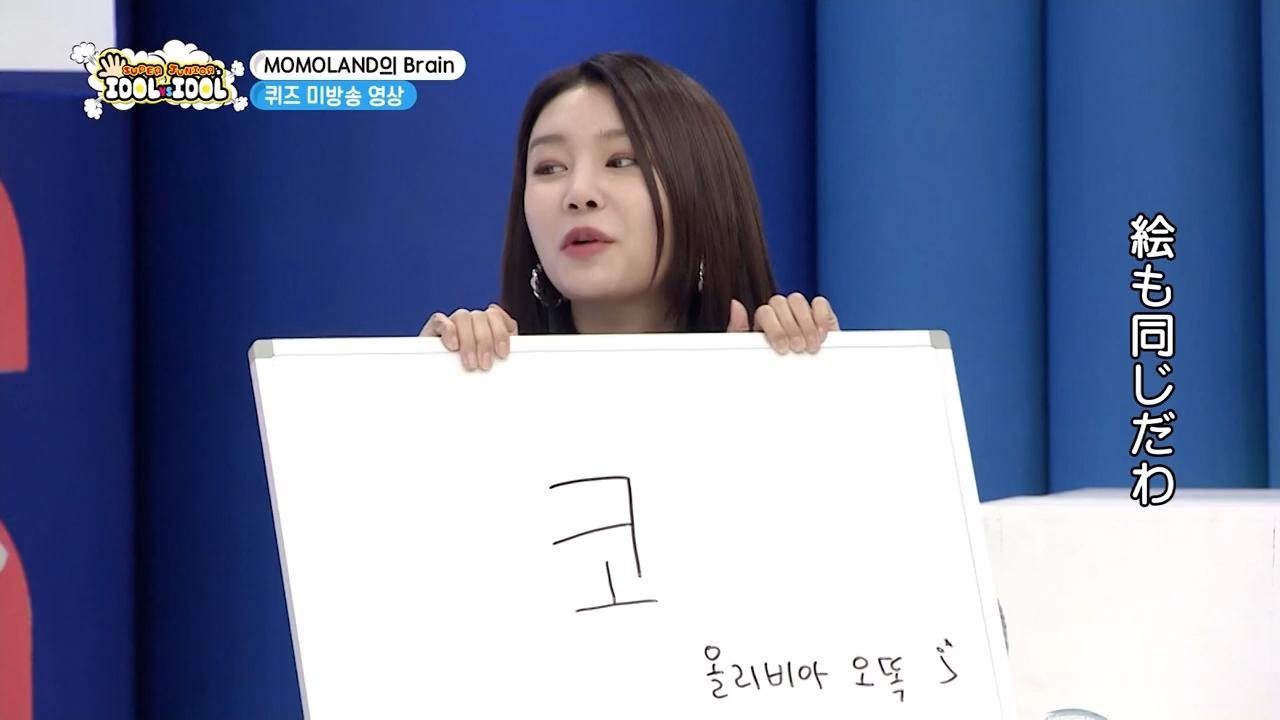 SUPER JUNIOR's
IDOL vs IDOL
MOMOLAND의 Brain
퀴즈 미방송 영상
絵も同じだわ
코
올리비아 오똑